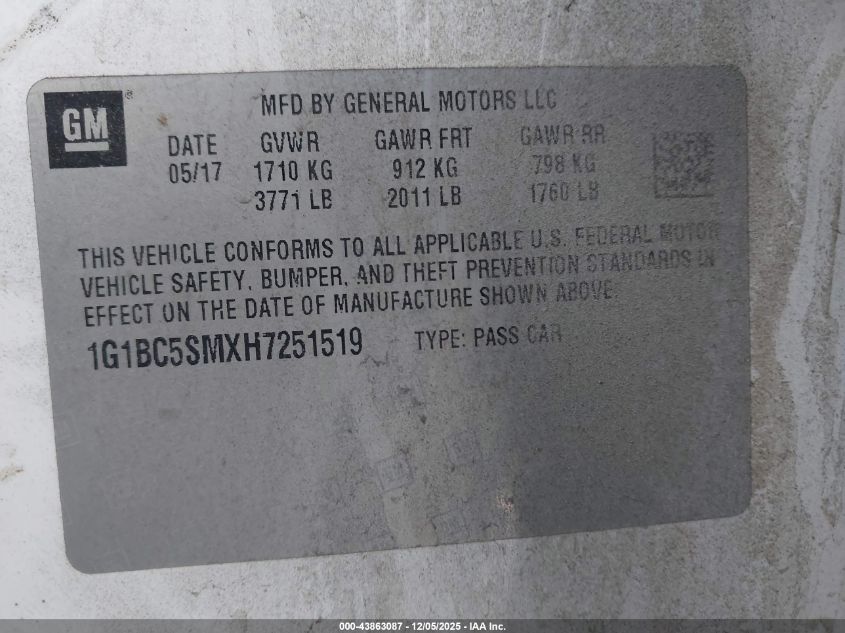 GM
®
MFD BY GENERAL MOTORS LLC
DATE GVWR GAWR FRT GAWR RR
05/17 1710 KG 912 KG 798 KG
3771 LB 2011 LB 1760 LB
THIS VEHICLE CONFORMS TO ALL APPLICABLE U.S. FEDERAL MOTOR
VEHICLE SAFETY, BUMPER, AND THEFT PREVENTION STANDARDS IN
EFFECT ON THE DATE OF MANUFACTURE SHOWN ABOVE.
1G1BC5SMXH7251519 TYPE: PASS CAR
GM
GM
GM
000-43863087 - 12/05/2025 - IAA Inc.